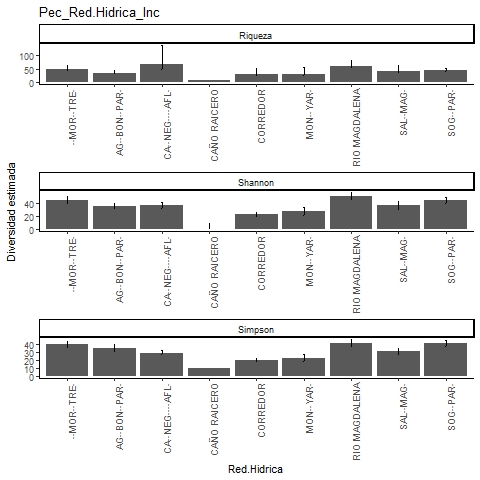 Pec_Red.Hidrica_Inc
Riqueza
100
50
0
--MOR--TRE-
AG--BON--PAR-
CA--NEG----AFL-
CAÑO RAICERO
CORREDOR
MON-- YAR-
RIO MAGDALENA
SAL--MAG-
SOG--PAR-
Diversidad estimada
Shannon
40
20
0
--MOR--TRE-
AG--BON--PAR-
CA--NEG----AFL-
CAÑO RAICERO
CORREDOR
MON-- YAR-
RIO MAGDALENA
SAL--MAG-
SOG--PAR-
Simpson
40
30
20
10
0
--MOR--TRE-
AG--BON--PAR-
CA--NEG----AFL-
CAÑO RAICERO
CORREDOR
MON-- YAR-
RIO MAGDALENA
SAL--MAG-
SOG--PAR-
Red.Hidrica